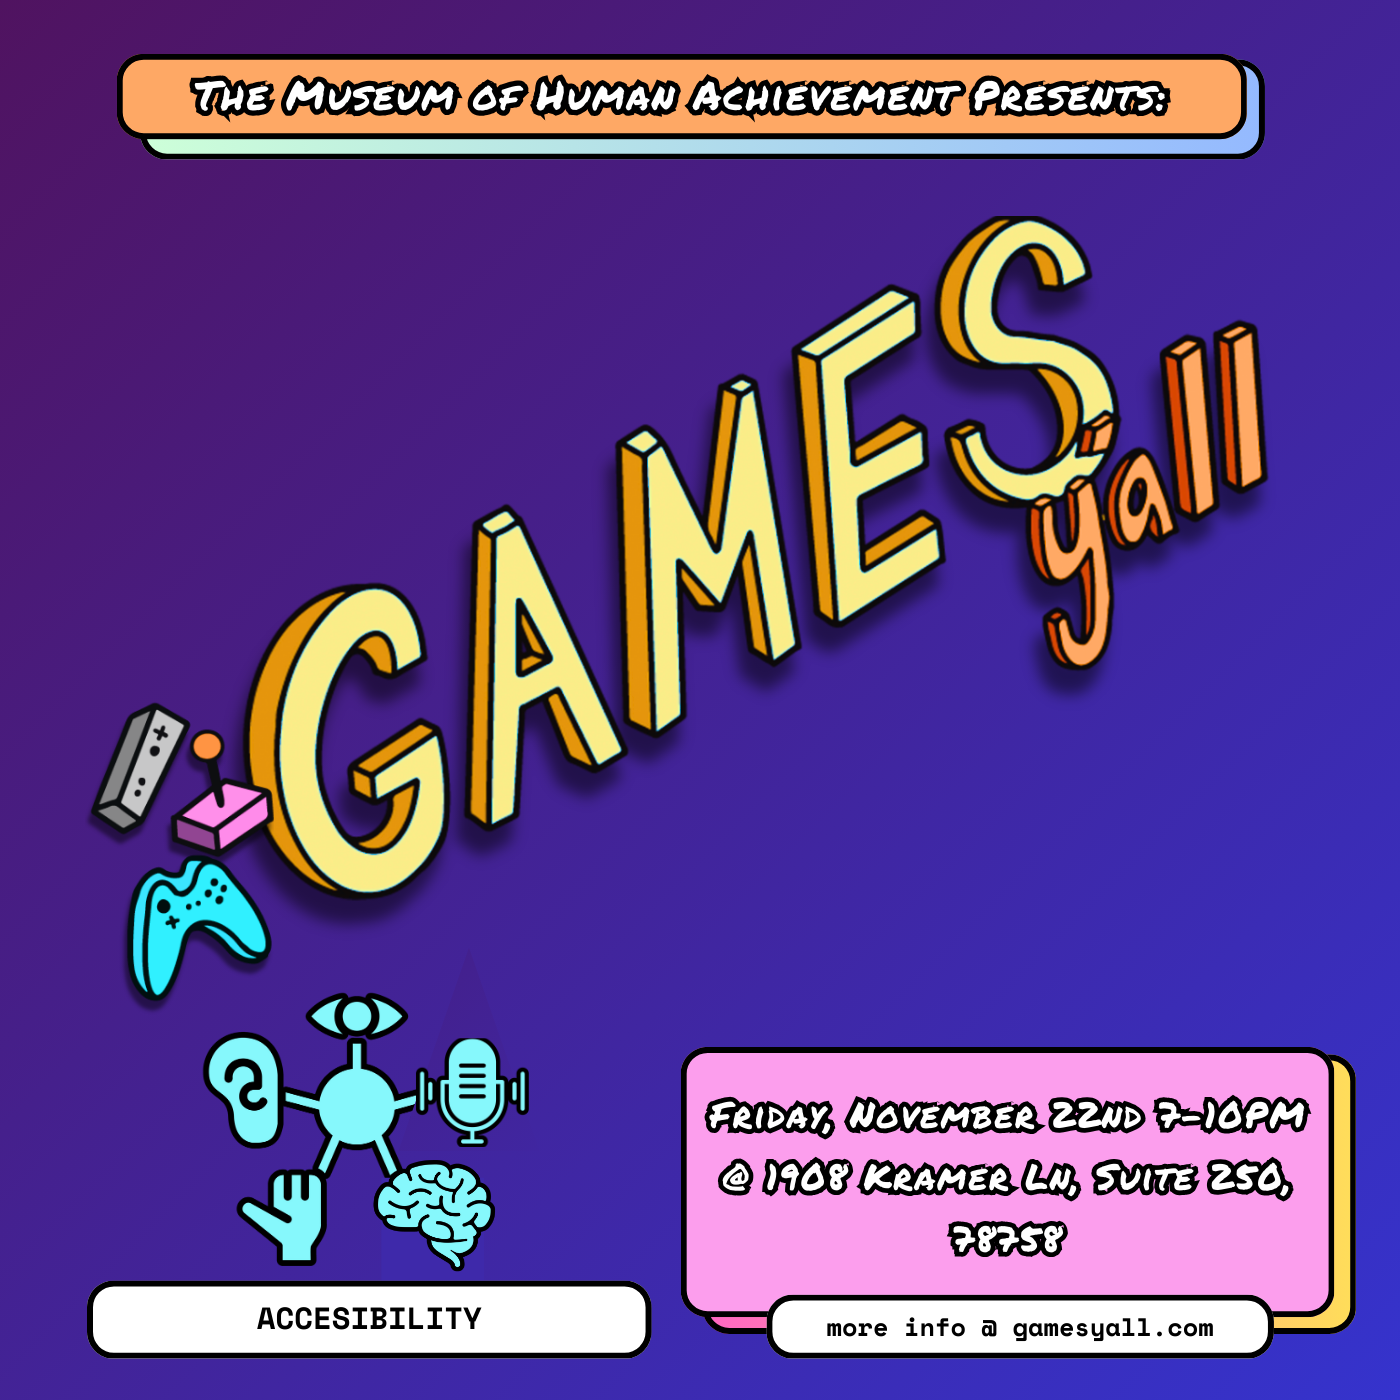 The Museum of Human Achievement Presents:
GAMES
yall
Friday, November 22nd 7-10PM
@ 1908 Kramer Ln, Suite 250,
78758
ACCESIBILITY
more info @ gamesyall.com